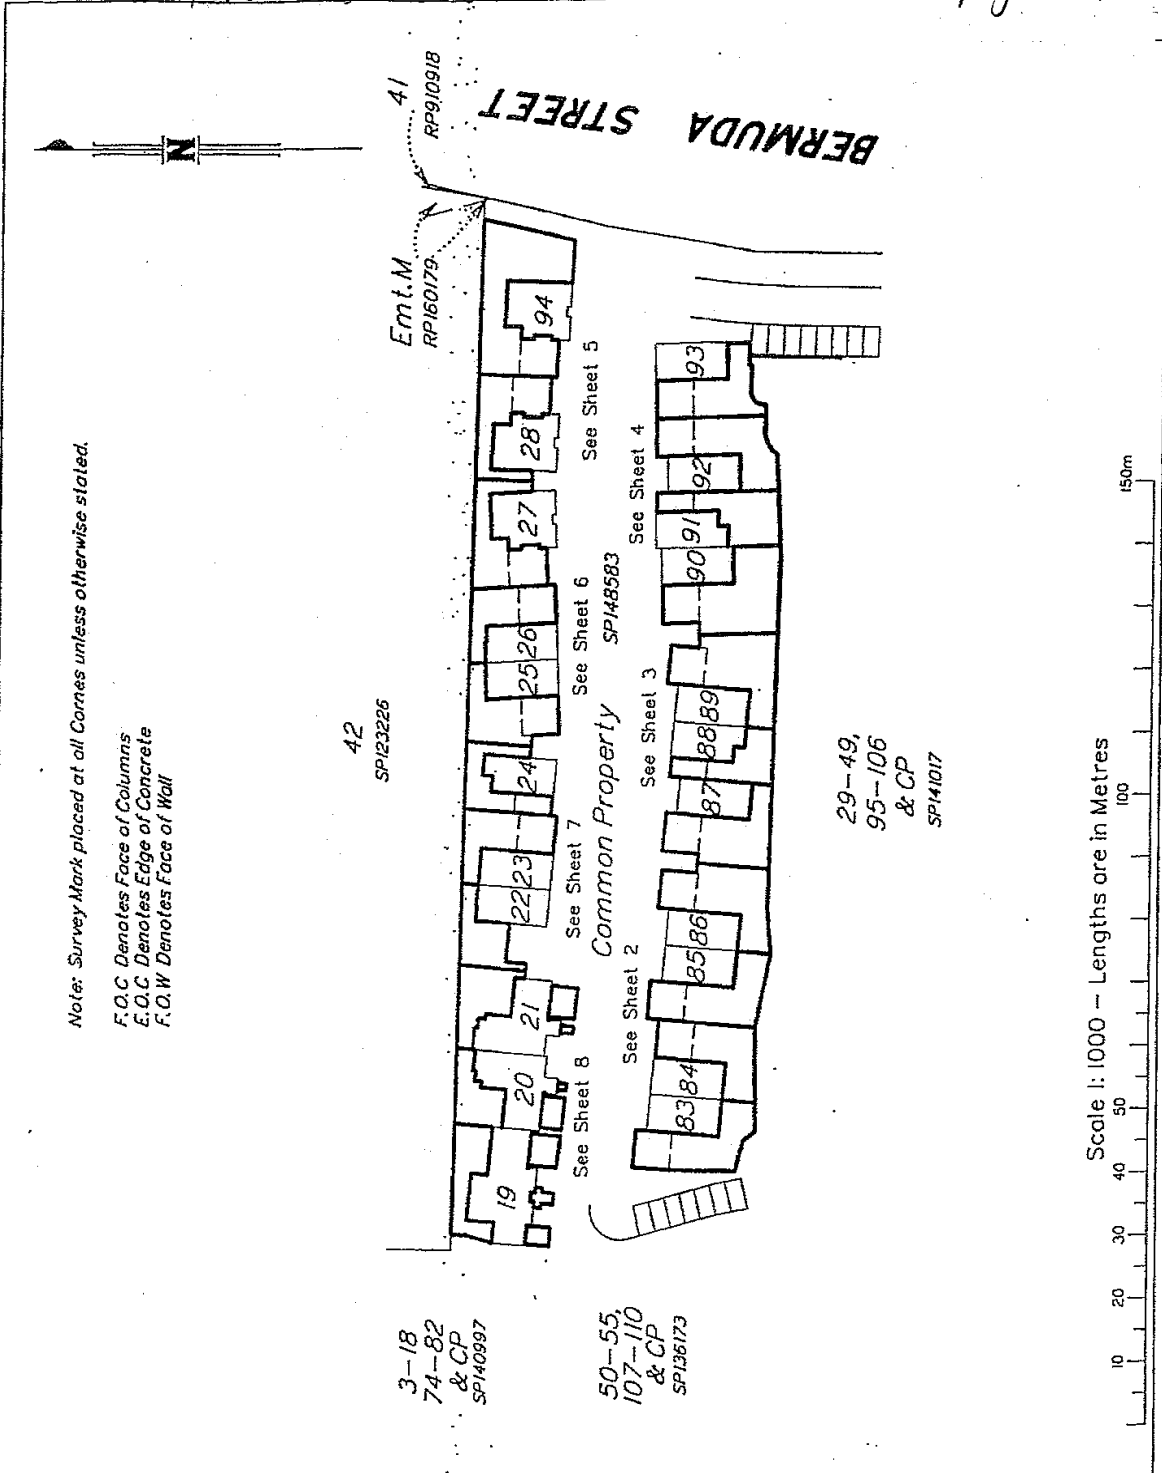 Note: Survey Mark placed at all Cornes unless otherwise stated.
F.O.C Denotes Face of Columns
E.O.C Denotes Edge of Concrete
F.O.W Denotes Face of Wall
N
42
SP123226
41
RP910918
Emt.M
RP160179
BERMUDA STREET
3-18
74-82
& CP
SP140997
19
20
21
22
23
24
25
26
27
28
94
See Sheet 8
See Sheet 7
See Sheet 6
See Sheet 5
Common Property
SP148583
See Sheet 2
See Sheet 3
See Sheet 4
83
84
85
86
87
88
89
90
91
92
93
50-55,
107-110
& CP
SP136173
29-49,
95-106
& CP
SP141017
Scale 1:1000 - Lengths are in Metres
10
20
30
40
50
100
150m